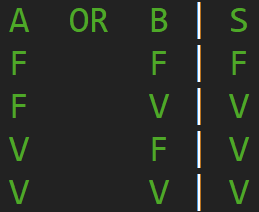 A OR B | S
F F | F
F V | V
V F | V
V V | V